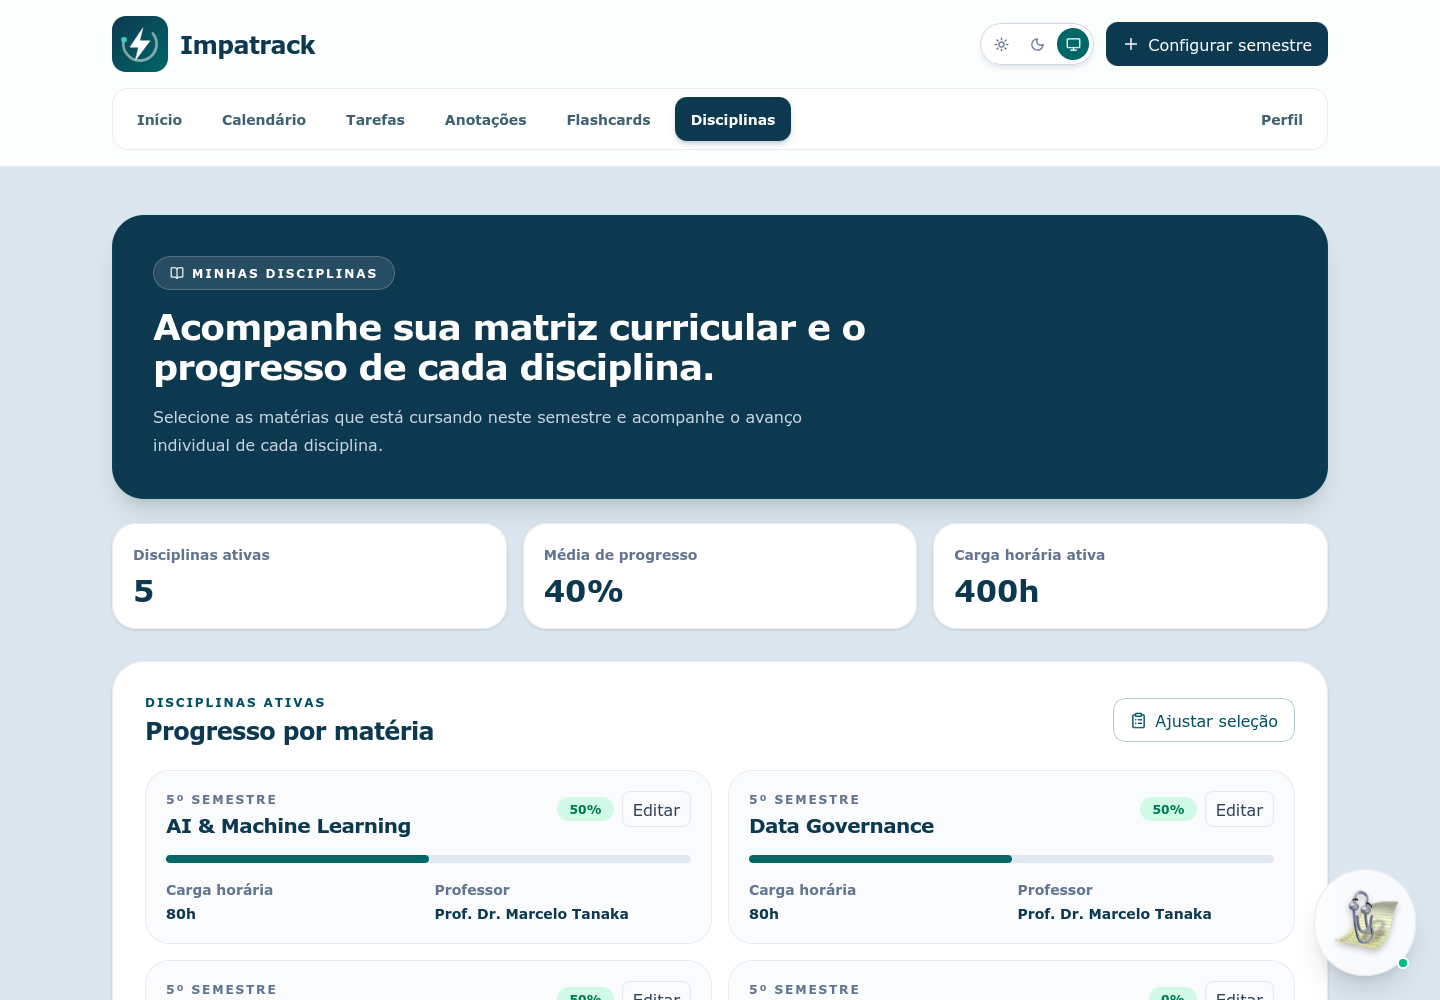 Impatrack
Configurar semestre
Início
Calendário
Tarefas
Anotações
Flashcards
Disciplinas
Perfil
MINHAS DISCIPLINAS
Acompanhe sua matriz curricular e o
progresso de cada disciplina.
Selecione as matérias que está cursando neste semestre e acompanhe o avanço
individual de cada disciplina.
Disciplinas ativas
5
Média de progresso
40%
Carga horária ativa
400h
DISCIPLINAS ATIVAS
Progresso por matéria
Ajustar seleção
5º SEMESTRE
AI & Machine Learning
50%
Editar
Carga horária
80h
Professor
Prof. Dr. Marcelo Tanaka
5º SEMESTRE
Data Governance
50%
Editar
Carga horária
80h
Professor
Prof. Dr. Marcelo Tanaka
5º SEMESTRE
50%
Editar
5º SEMESTRE
0%
Editar